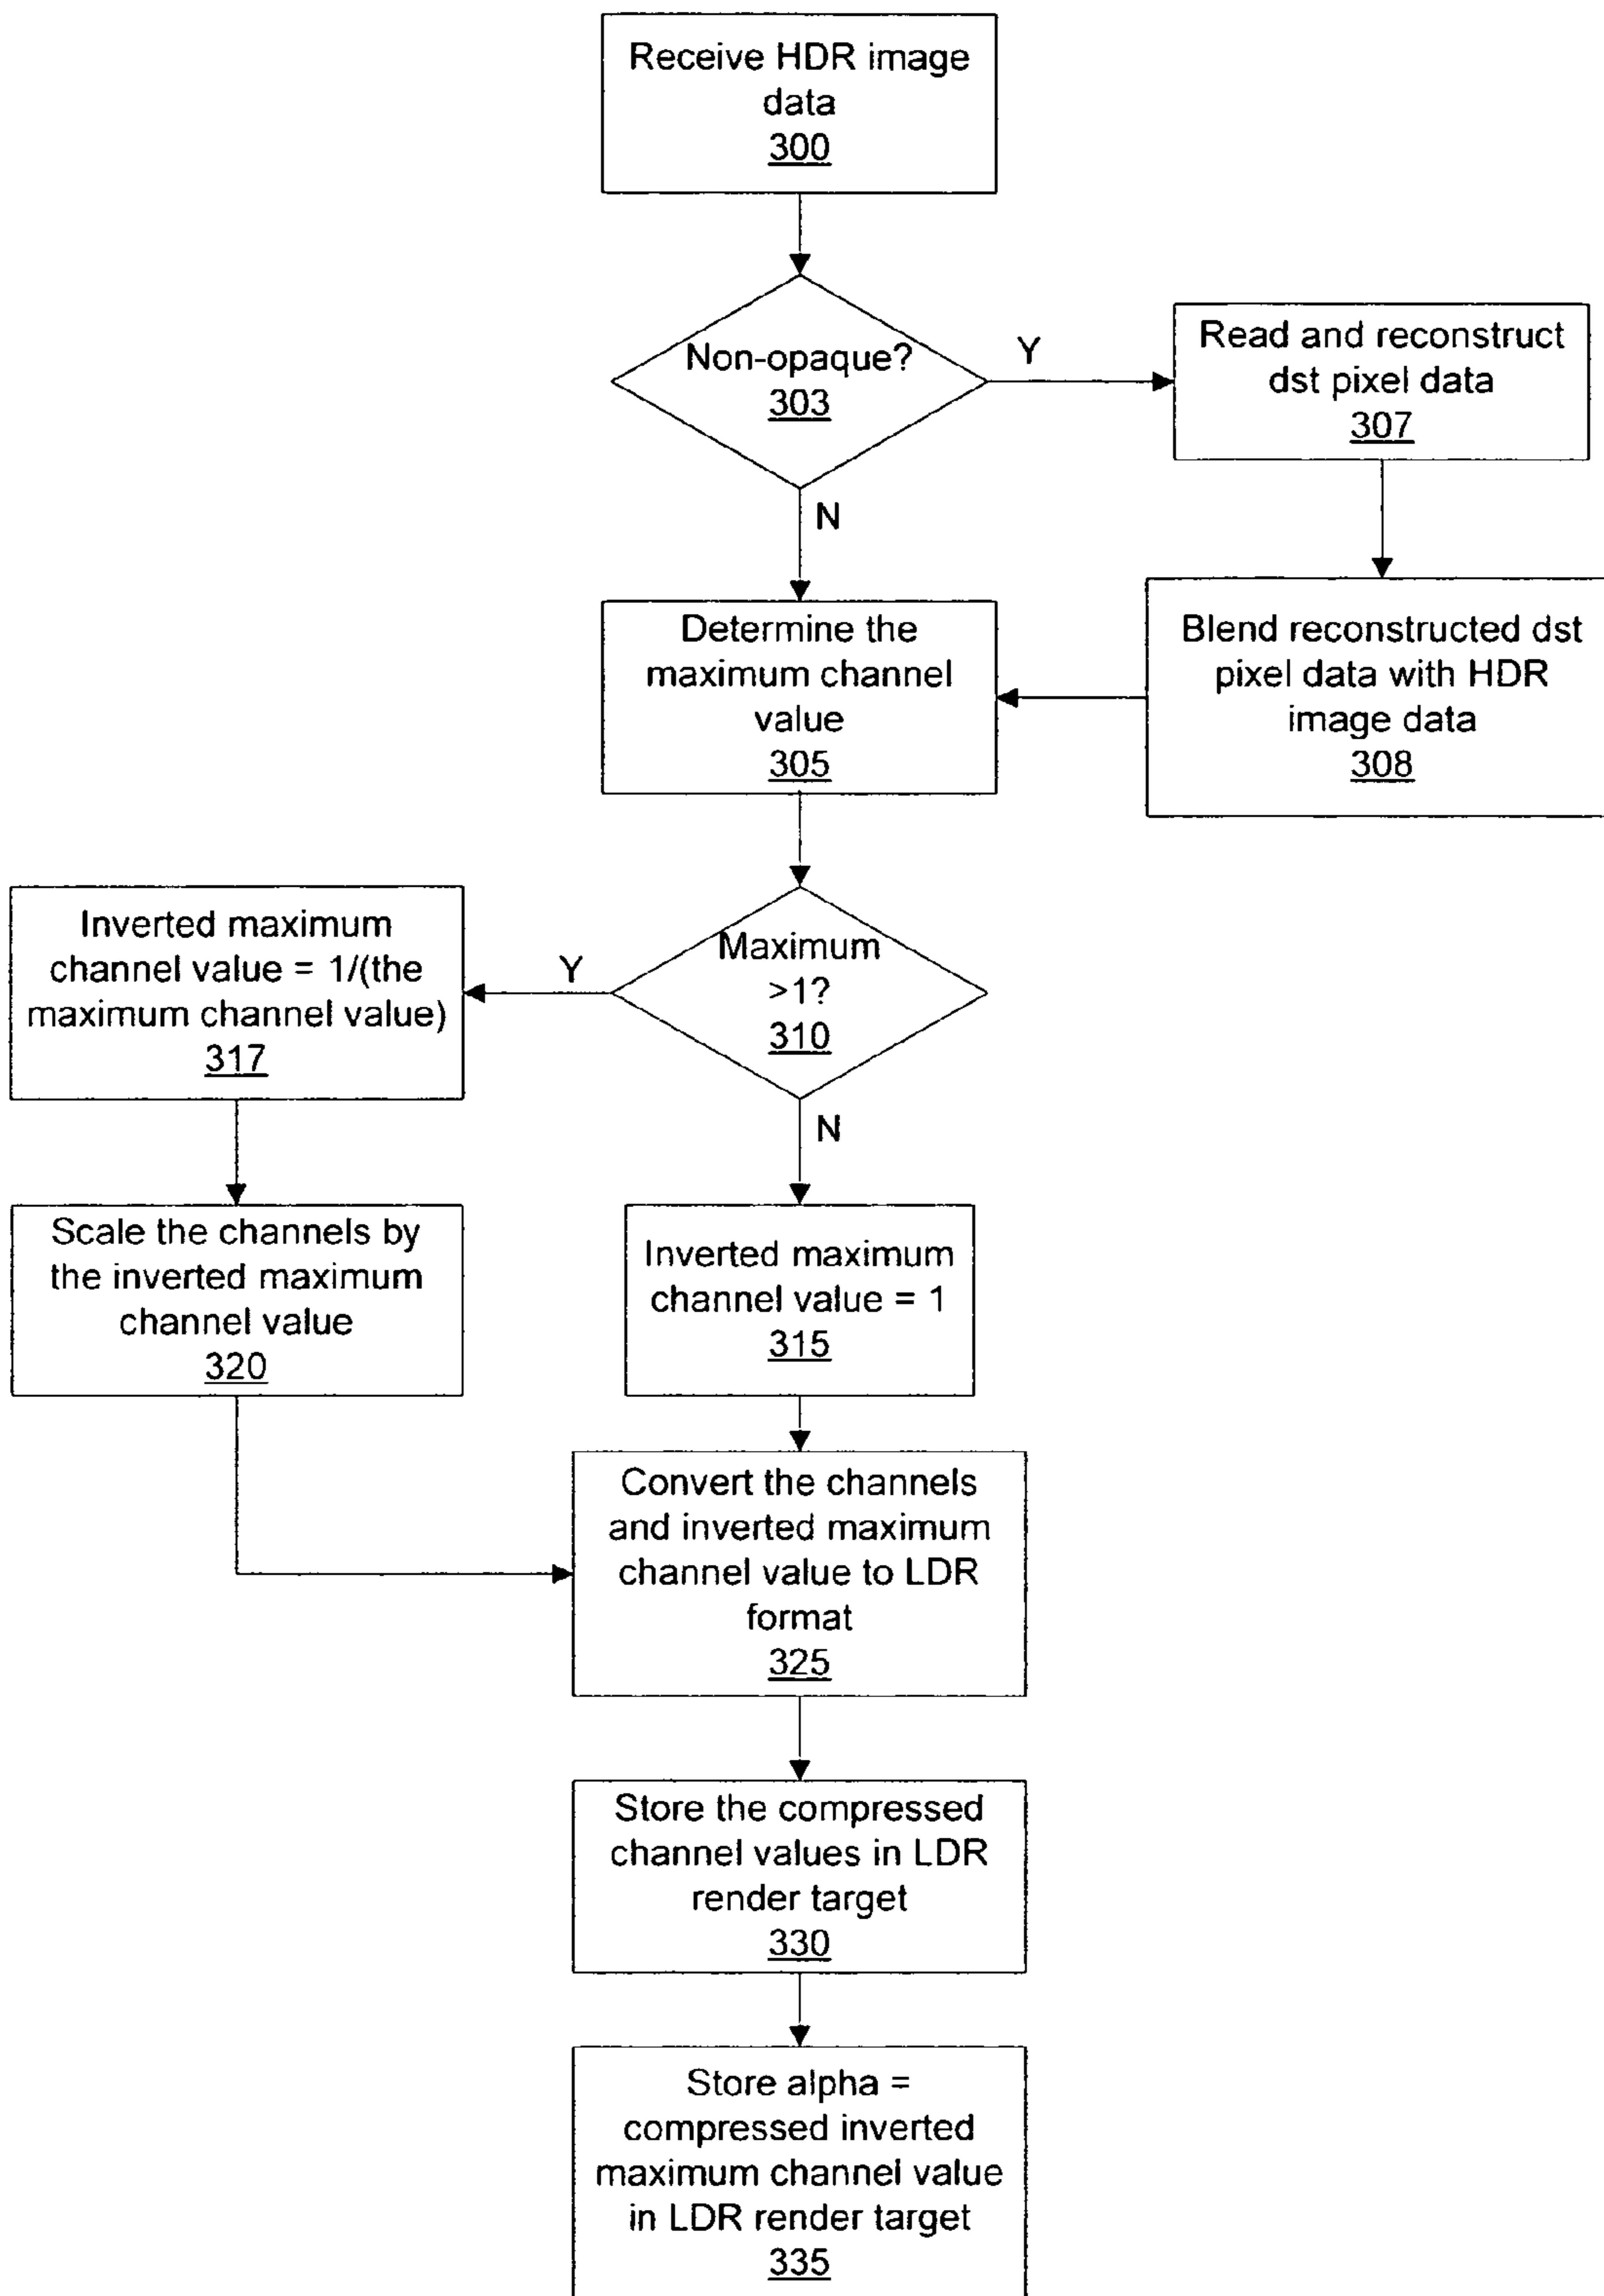 Receive HDR image
data
300
Non-opaque?
303
Y
N
Read and reconstruct
dst pixel data
307
Determine the
maximum channel
value
305
Blend reconstructed dst
pixel data with HDR
image data
308
Maximum
>1?
310
Y
N
Inverted maximum
channel value = 1/(the
maximum channel value)
317
Scale the channels by
the inverted maximum
channel value
320
Inverted maximum
channel value = 1
315
Convert the channels
and inverted maximum
channel value to LDR
format
325
Store the compressed
channel values in LDR
render target
330
Store alpha =
compressed inverted
maximum channel value
in LDR render target
335